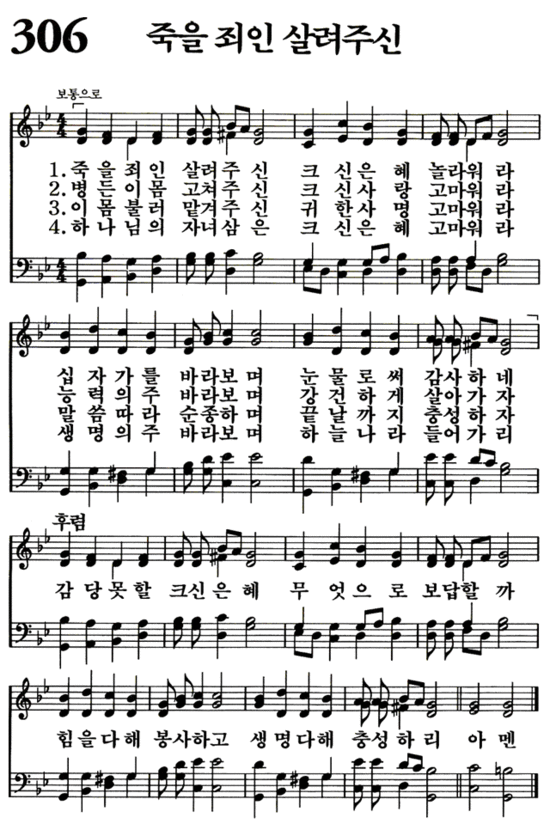 306 죽을 죄인 살려주신
보통으로
1. 죽을죄인 살려주신 크신은혜 놀라워라
2. 병든이몸 고쳐주신 크신사랑 고마워라
3. 이몸불러 맡겨주신 귀한사명 고마워라
4. 하나님의 자녀삼은 크신은혜 고마워라
십자가를 바라보며 눈물로써 감사하네
능력의주 바라보며 강건하게 살아가자
말씀따라 순종하며 끝날까지 충성하자
생명의주 바라보며 하늘나라 들어가리
후렴
감당못할 크신은혜 무엇으로 보답할까
힘을다해 봉사하고 생명다해 충성하리 아멘